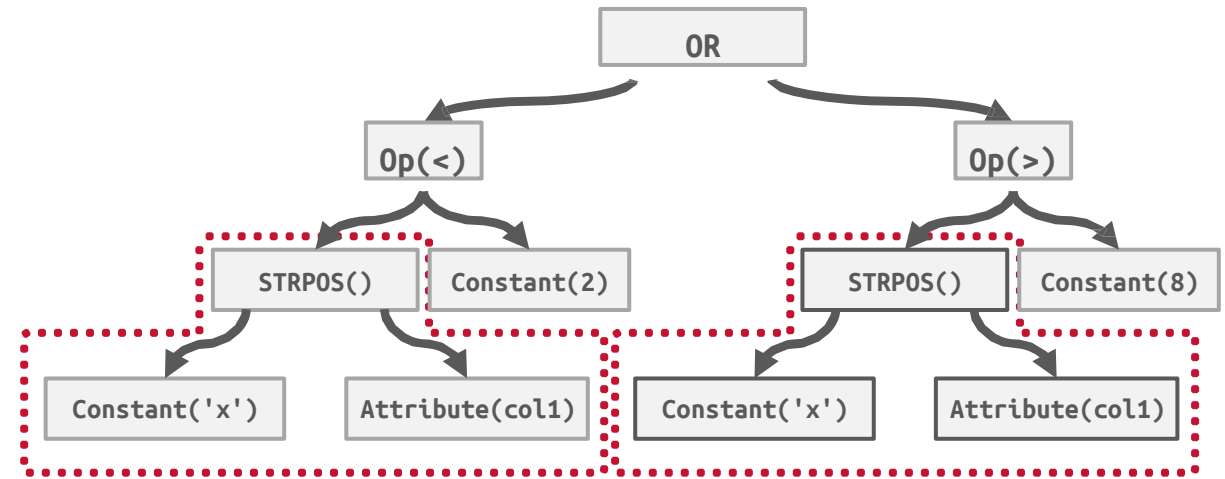 OR
Op(<)
Op(>)
STRPOS()
Constant(2)
STRPOS()
Constant(8)
Constant('x')
Attribute(col1)
Constant('x')
Attribute(col1)